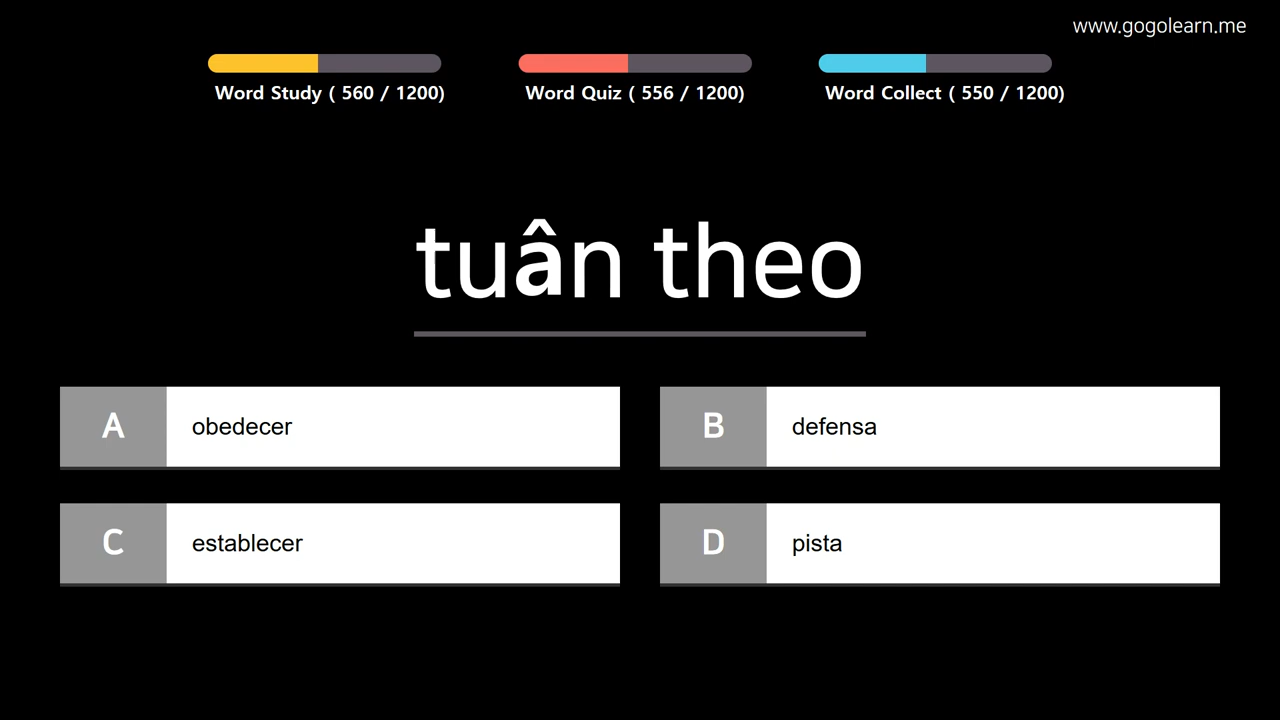 www.gogolearn.me
Word Study ( 560 / 1200)
Word Quiz ( 556 / 1200)
Word Collect ( 550 / 1200)
tuân theo
A obedecer
B defensa
C establecer
D pista